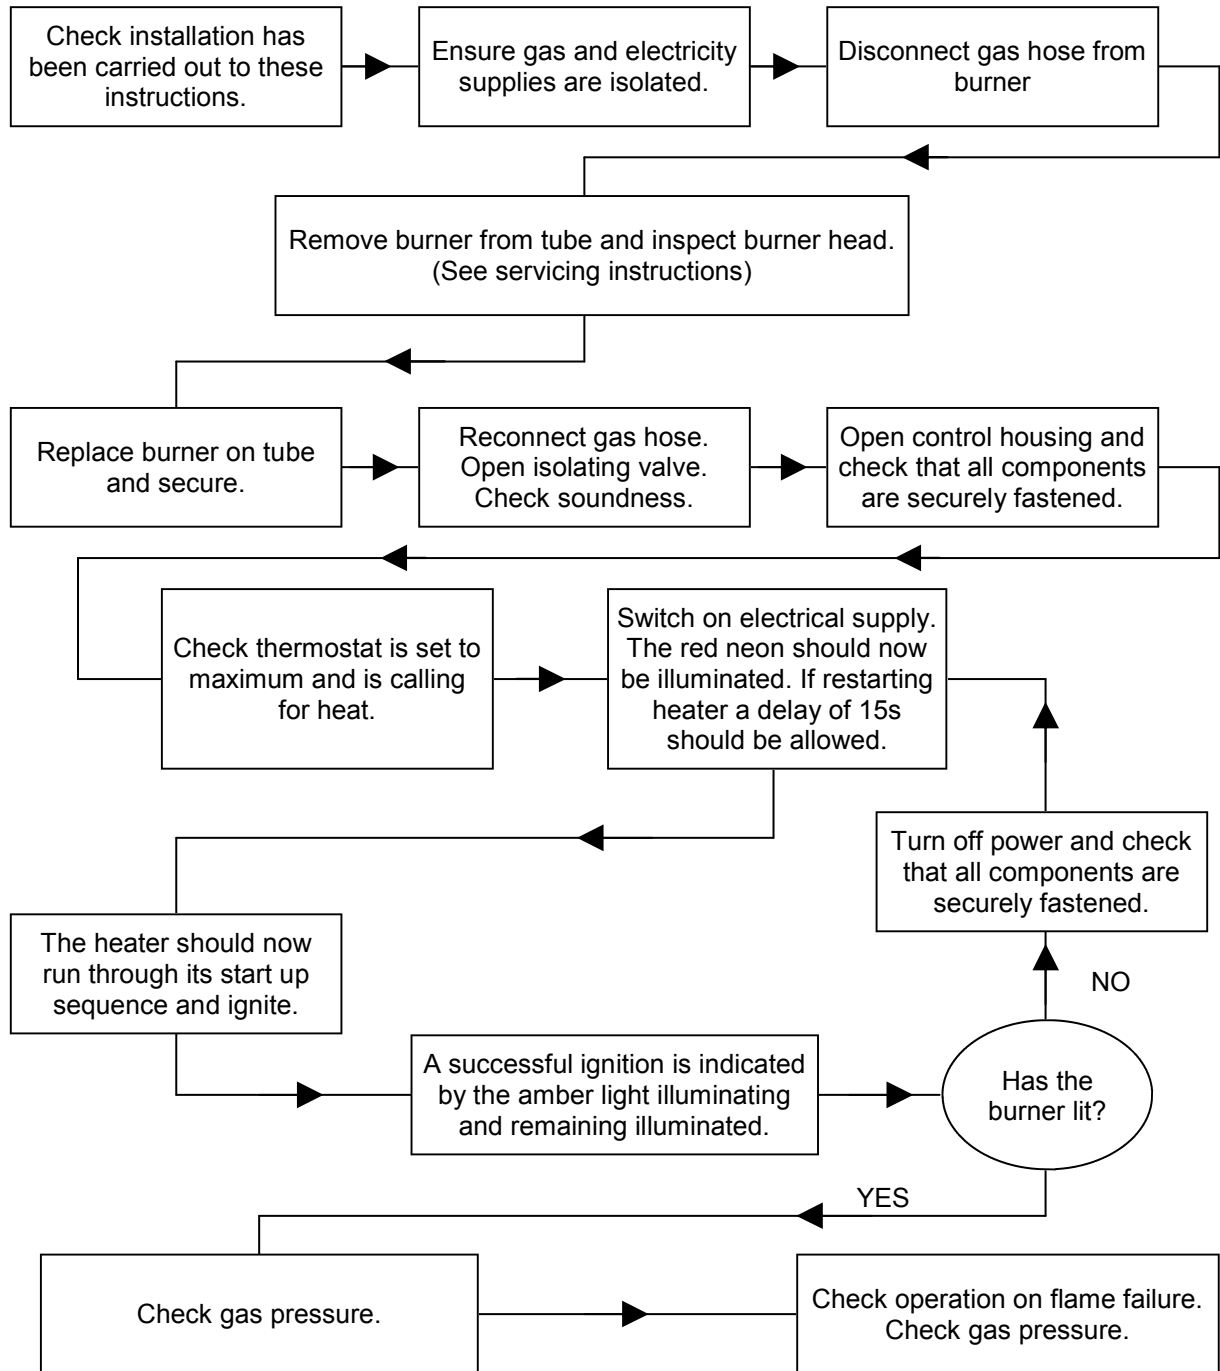 Check installation has
been carried out to these
instructions.
Ensure gas and electricity
supplies are isolated.
Disconnect gas hose from
burner
Remove burner from tube and inspect burner head.
(See servicing instructions)
Replace burner on tube
and secure.
Reconnect gas hose.
Open isolating valve.
Check soundness.
Open control housing and
check that all components
are securely fastened.
Check thermostat is set to
maximum and is calling
for heat.
Switch on electrical supply.
The red neon should now
be illuminated. If restarting
heater a delay of 15s
should be allowed.
Turn off power and check
that all components are
securely fastened.
The heater should now
run through its start up
sequence and ignite.
NO
A successful ignition is indicated
by the amber light illuminating
and remaining illuminated.
Has the
burner lit?
YES
Check gas pressure.
Check operation on flame failure.
Check gas pressure.